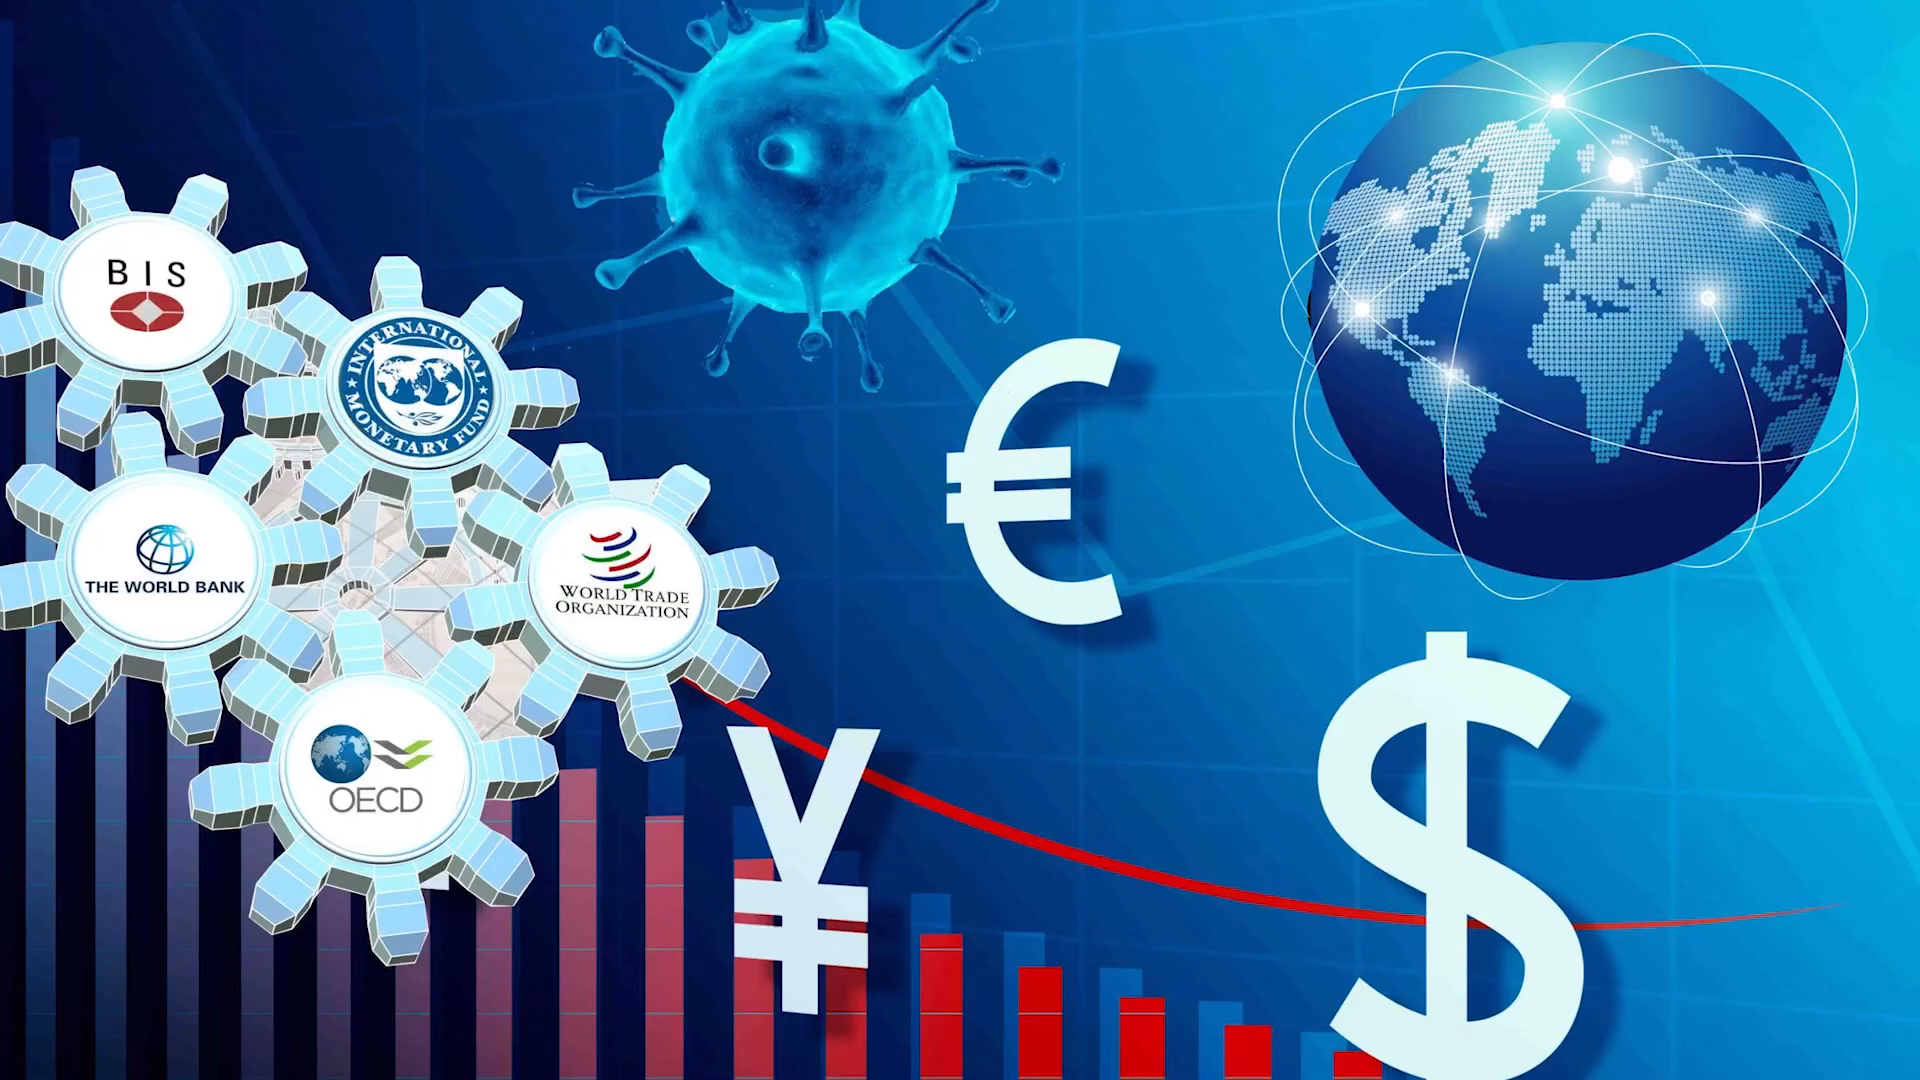 BIS
INTERNATIONAL
MONETARY FUND
THE WORLD BANK
WORLD TRADE
ORGANIZATION
OECD
€
¥
$